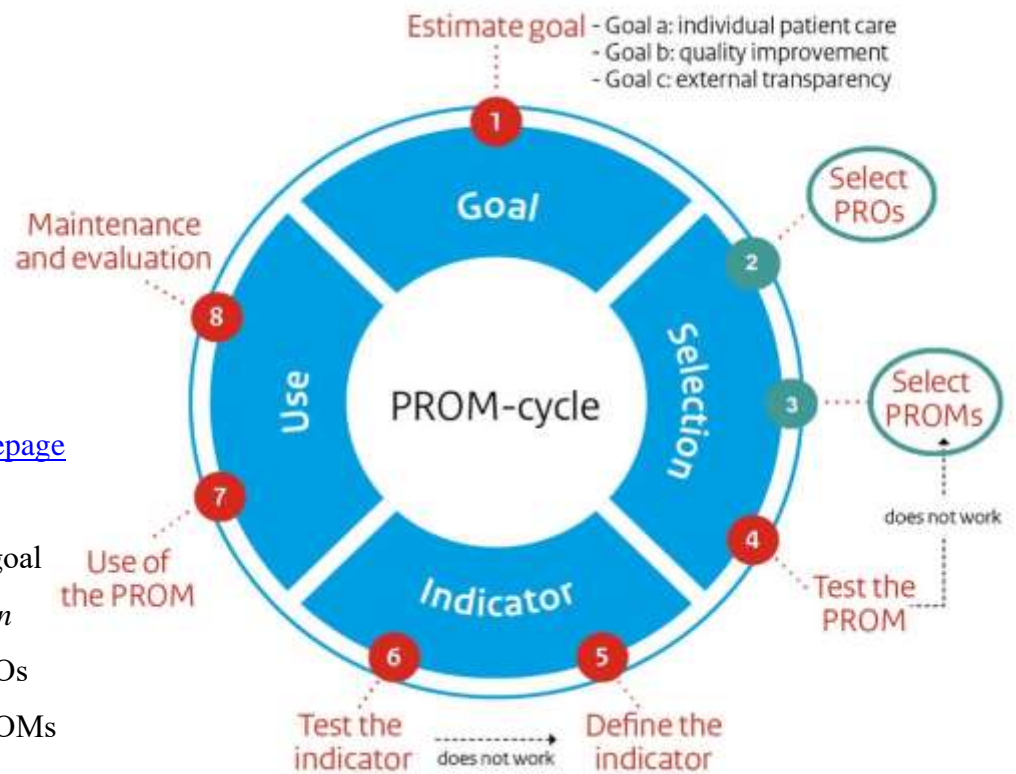 Estimate goal - Goal a: individual patient care
- Goal b: quality improvement
- Goal c: external transparency
1
Goal
Select
PROs
2
Selection
3
Select
PROMs
does not work
4
Test the
PROM
Maintenance
and evaluation
8
Use
PROM-cycle
epage
7
Use of
the PROM
goal
n
Os
OMs
Indicator
6
5
Test the
indicator
does not work
Define the
indicator